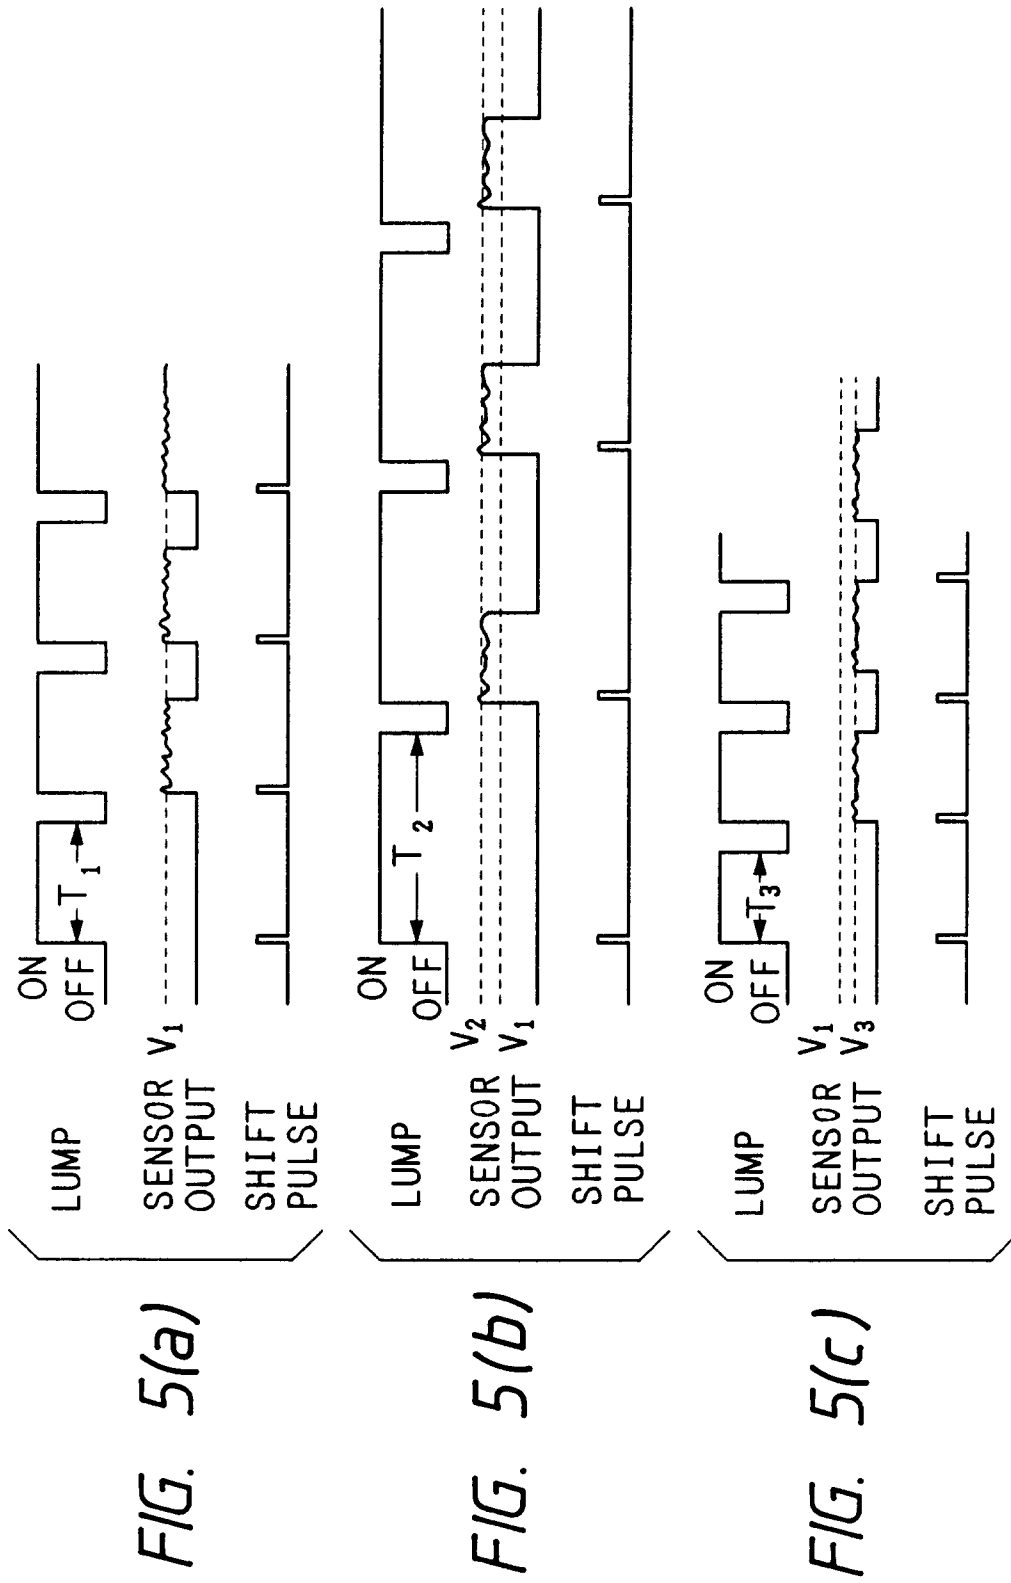 FIG. 5(a)
LUMP
ON
OFF
T1
SENSOR OUTPUT
V1
SHIFT PULSE
FIG. 5(b)
LUMP
ON
OFF
T2
SENSOR OUTPUT
V2
V1
SHIFT PULSE
FIG. 5(c)
LUMP
ON
OFF
T3
SENSOR OUTPUT
V1
V3
SHIFT PULSE